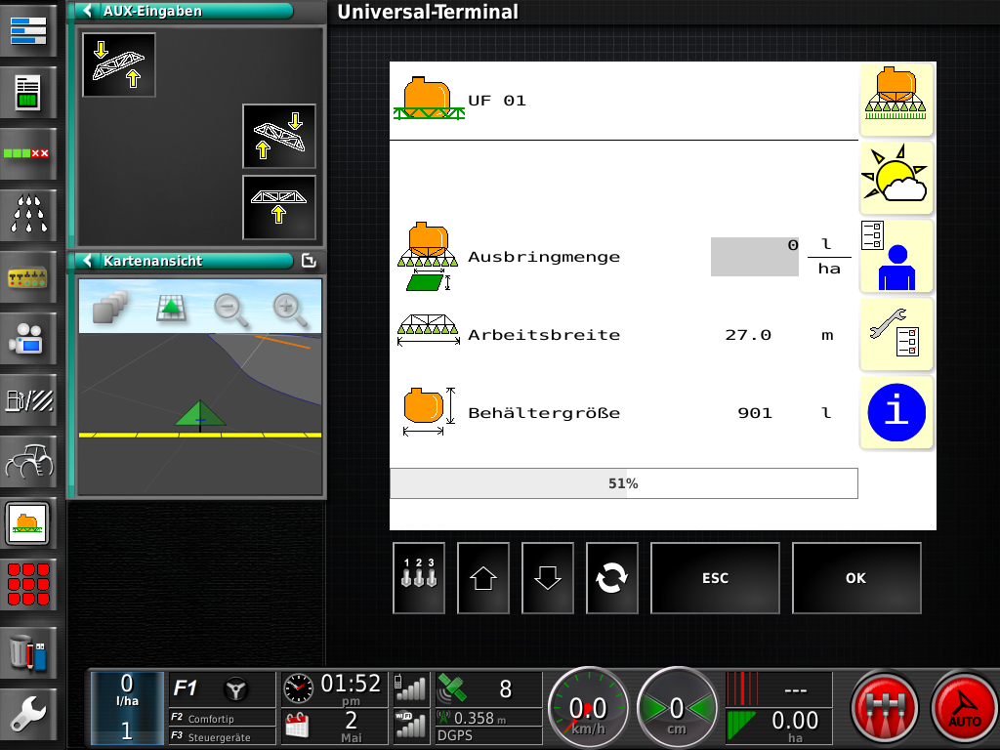 AUX-Eingaben
Universal-Terminal
UF 01
Ausbringmenge 0 l
ha
Kartenansicht
Arbeitsbreite 27.0 m
Behältergröße 901 l
i
51%
1 2 3
ESC
OK
0
l/ha
1
F1
F2 Comfortip
F3 Steuergeräte
01:52
pm
2
Mai
WiFi
8
0.358 m
DGPS
0.0
km/h
0
cm
---
0.00
ha
AUTO